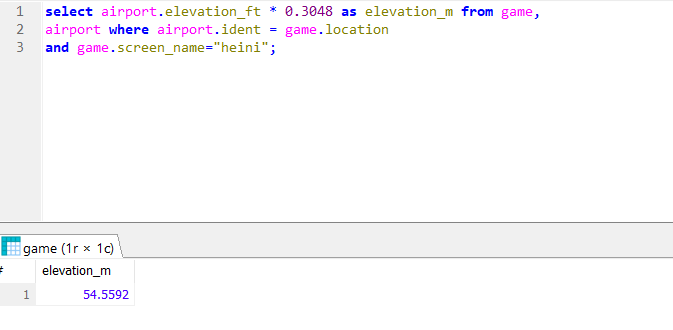 1 select airport.elevation_ft * 0.3048 as elevation_m from game,
2 airport where airport.ident = game.location
3 and game.screen_name="heini";
game (1r × 1c)
# elevation_m
1 54.5592